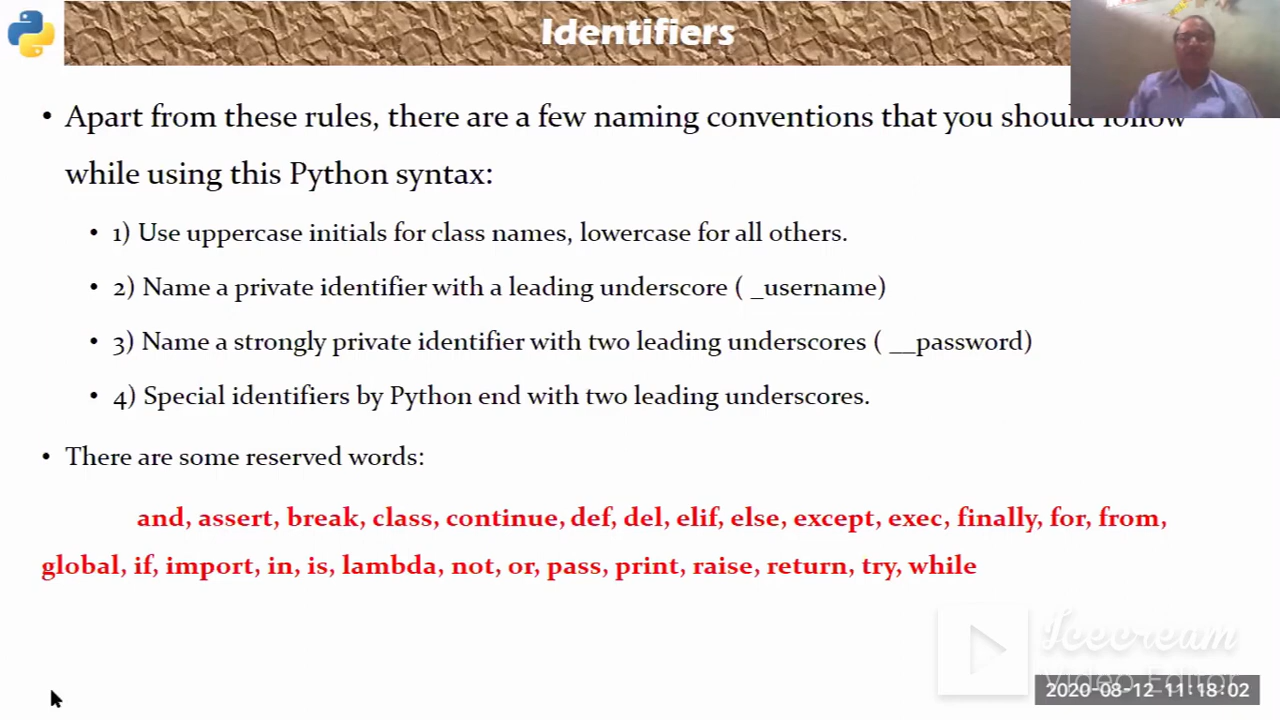 Identifiers
• Apart from these rules, there are a few naming conventions that you should follow
while using this Python syntax:
• 1) Use uppercase initials for class names, lowercase for all others.
• 2) Name a private identifier with a leading underscore ( _username)
• 3) Name a strongly private identifier with two leading underscores ( __password)
• 4) Special identifiers by Python end with two leading underscores.
• There are some reserved words:
and, assert, break, class, continue, def, del, elif, else, except, exec, finally, for, from,
global, if, import, in, is, lambda, not, or, pass, print, raise, return, try, while
Icecream
Video Editor
2020-08-12 11:18:02